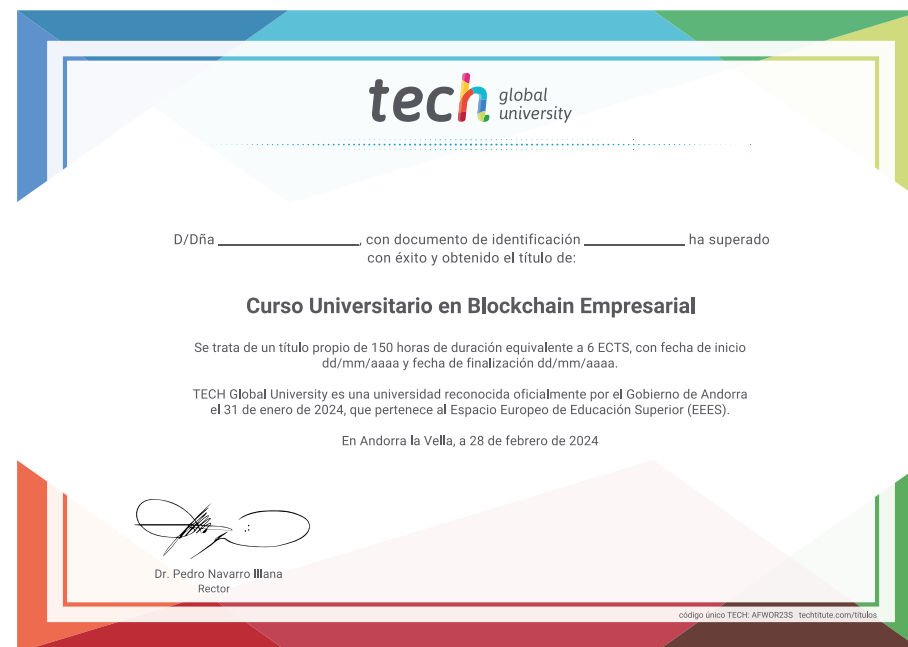 tech global university
D/Dña ________________, con documento de identificación ____________ ha superado
con éxito y obtenido el título de:
Curso Universitario en Blockchain Empresarial
Se trata de un título propio de 150 horas de duración equivalente a 6 ECTS, con fecha de inicio
dd/mm/aaaa y fecha de finalización dd/mm/aaaa.
TECH Global University es una universidad reconocida oficialmente por el Gobierno de Andorra
el 31 de enero de 2024, que pertenece al Espacio Europeo de Educación Superior (EEES).
En Andorra la Vella, a 28 de febrero de 2024
Dr. Pedro Navarro Illana
Rector
código único TECH: AFWOR23S techtitute.com/titulos